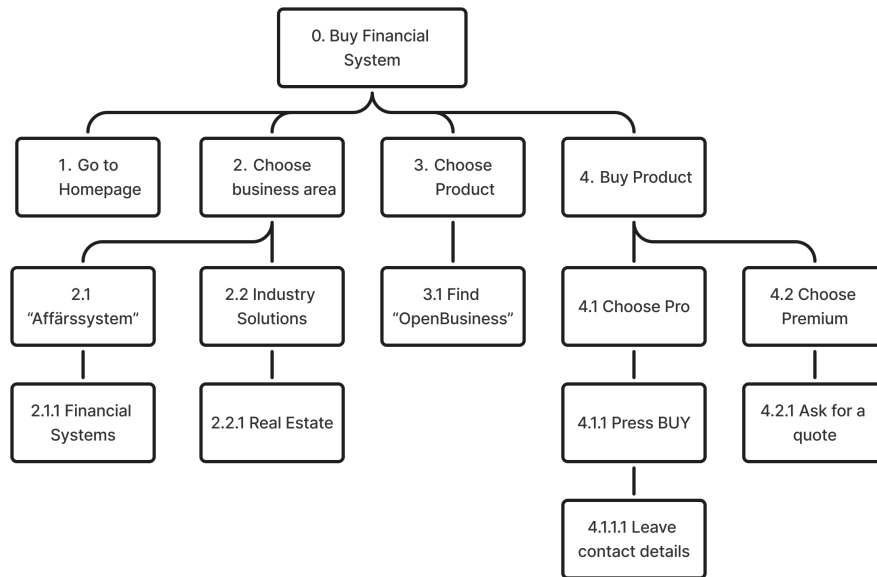 0. Buy Financial
System
1. Go to
Homepage
2. Choose
business area
3. Choose
Product
4. Buy Product
2.1
“Affärssystem”
2.2 Industry
Solutions
3.1 Find
“OpenBusiness”
4.1 Choose Pro
4.2 Choose
Premium
2.1.1 Financial
Systems
2.2.1 Real Estate
4.1.1 Press BUY
4.2.1 Ask for a
quote
4.1.1.1 Leave
contact details